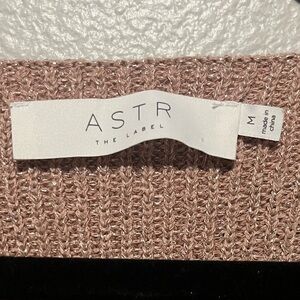 ASTR
THE LABEL
M
made in
china